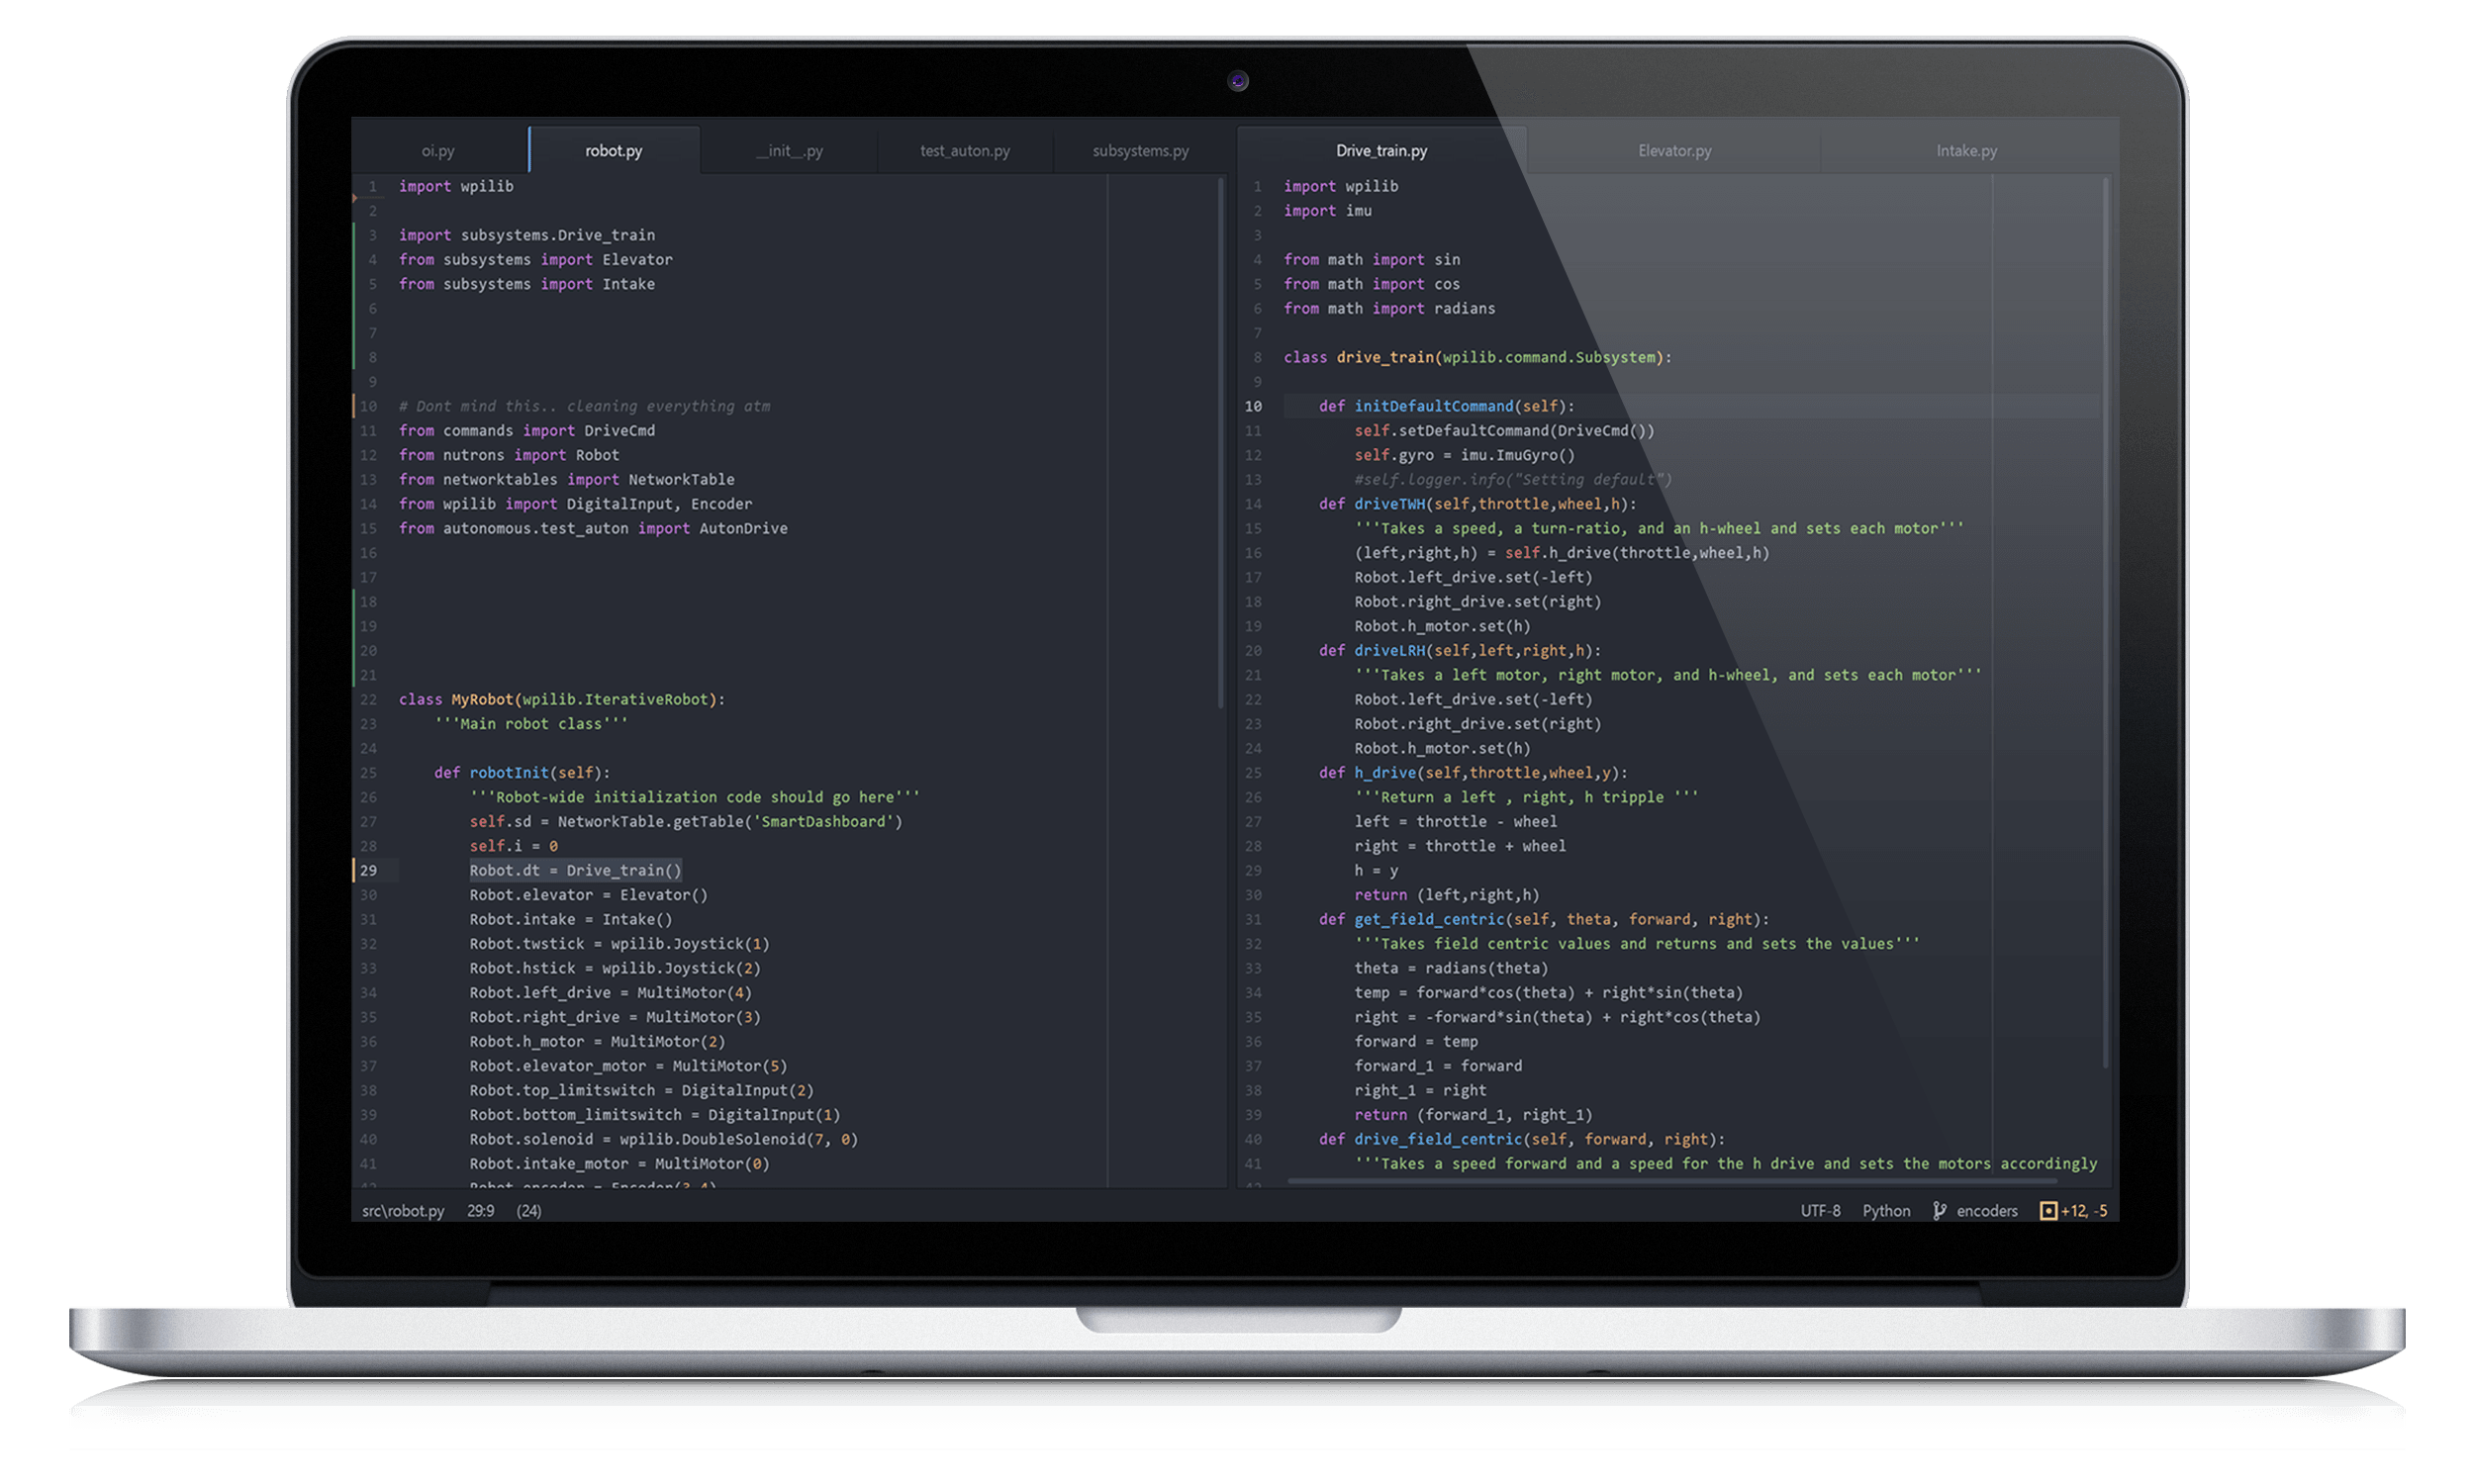 oi.py robot.py __init__.py test_auton.py subsystems.py Drive_train.py Elevator.py Intake.py
1 import wpilib
2
3 import subsystems.Drive_train
4 from subsystems import Elevator
5 from subsystems import Intake
6
7
8
9
10 # Dont mind this.. cleaning everything atm
11 from commands import DriveCmd
12 from nutrons import Robot
13 from networktables import NetworkTable
14 from wpilib import DigitalInput, Encoder
15 from autonomous.test_auton import AutonDrive
16
17
18
19
20
21
22 class MyRobot(wpilib.IterativeRobot):
23 '''Main robot class'''
24
25 def robotInit(self):
26 '''Robot-wide initialization code should go here'''
27 self.sd = NetworkTable.getTable('SmartDashboard')
28 self.i = 0
29 Robot.dt = Drive_train()
30 Robot.elevator = Elevator()
31 Robot.intake = Intake()
32 Robot.twstick = wpilib.Joystick(1)
33 Robot.hstick = wpilib.Joystick(2)
34 Robot.left_drive = MultiMotor(4)
35 Robot.right_drive = MultiMotor(3)
36 Robot.h_motor = MultiMotor(2)
37 Robot.elevator_motor = MultiMotor(5)
38 Robot.top_limitswitch = DigitalInput(2)
39 Robot.bottom_limitswitch = DigitalInput(1)
40 Robot.solenoid = wpilib.DoubleSolenoid(7, 0)
41 Robot.intake_motor = MultiMotor(0)
42 Robot.encoder = Encoder(3,4)
1 import wpilib
2 import imu
3
4 from math import sin
5 from math import cos
6 from math import radians
7
8 class drive_train(wpilib.command.Subsystem):
9
10 def initDefaultCommand(self):
11 self.setDefaultCommand(DriveCmd())
12 self.gyro = imu.ImuGyro()
13 #self.logger.info("Setting default")
14 def driveTWH(self,throttle,wheel,h):
15 '''Takes a speed, a turn-ratio, and an h-wheel and sets each motor'''
16 (left,right,h) = self.h_drive(throttle,wheel,h)
17 Robot.left_drive.set(-left)
18 Robot.right_drive.set(right)
19 Robot.h_motor.set(h)
20 def driveLRH(self,left,right,h):
21 '''Takes a left motor, right motor, and h-wheel, and sets each motor'''
22 Robot.left_drive.set(-left)
23 Robot.right_drive.set(right)
24 Robot.h_motor.set(h)
25 def h_drive(self,throttle,wheel,y):
26 '''Return a left , right, h tripple '''
27 left = throttle - wheel
28 right = throttle + wheel
29 h = y
30 return (left,right,h)
31 def get_field_centric(self, theta, forward, right):
32 '''Takes field centric values and returns and sets the values'''
33 theta = radians(theta)
34 temp = forward*cos(theta) + right*sin(theta)
35 right = -forward*sin(theta) + right*cos(theta)
36 forward = temp
37 forward_1 = forward
38 right_1 = right
39 return (forward_1, right_1)
40 def drive_field_centric(self, forward, right):
41 '''Takes a speed forward and a speed for the h drive and sets the motors accordingly
42
src\robot.py 29:9 (24) UTF-8 Python encoders +12, -5